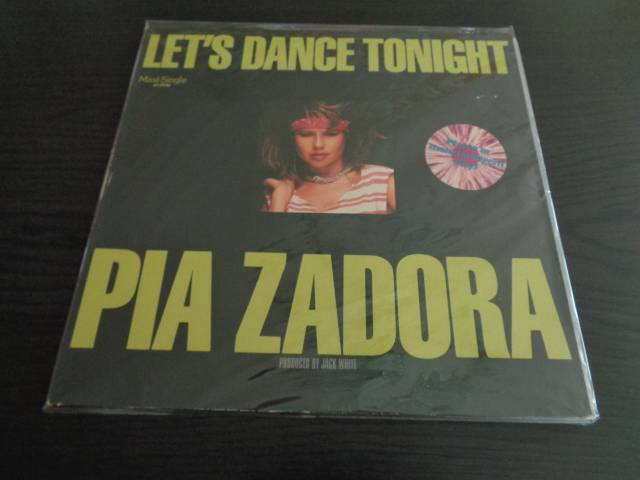 LET'S DANCE TONIGHT
Maxi-Single
PIA ZADORA
PRODUCED BY JACK WHITE